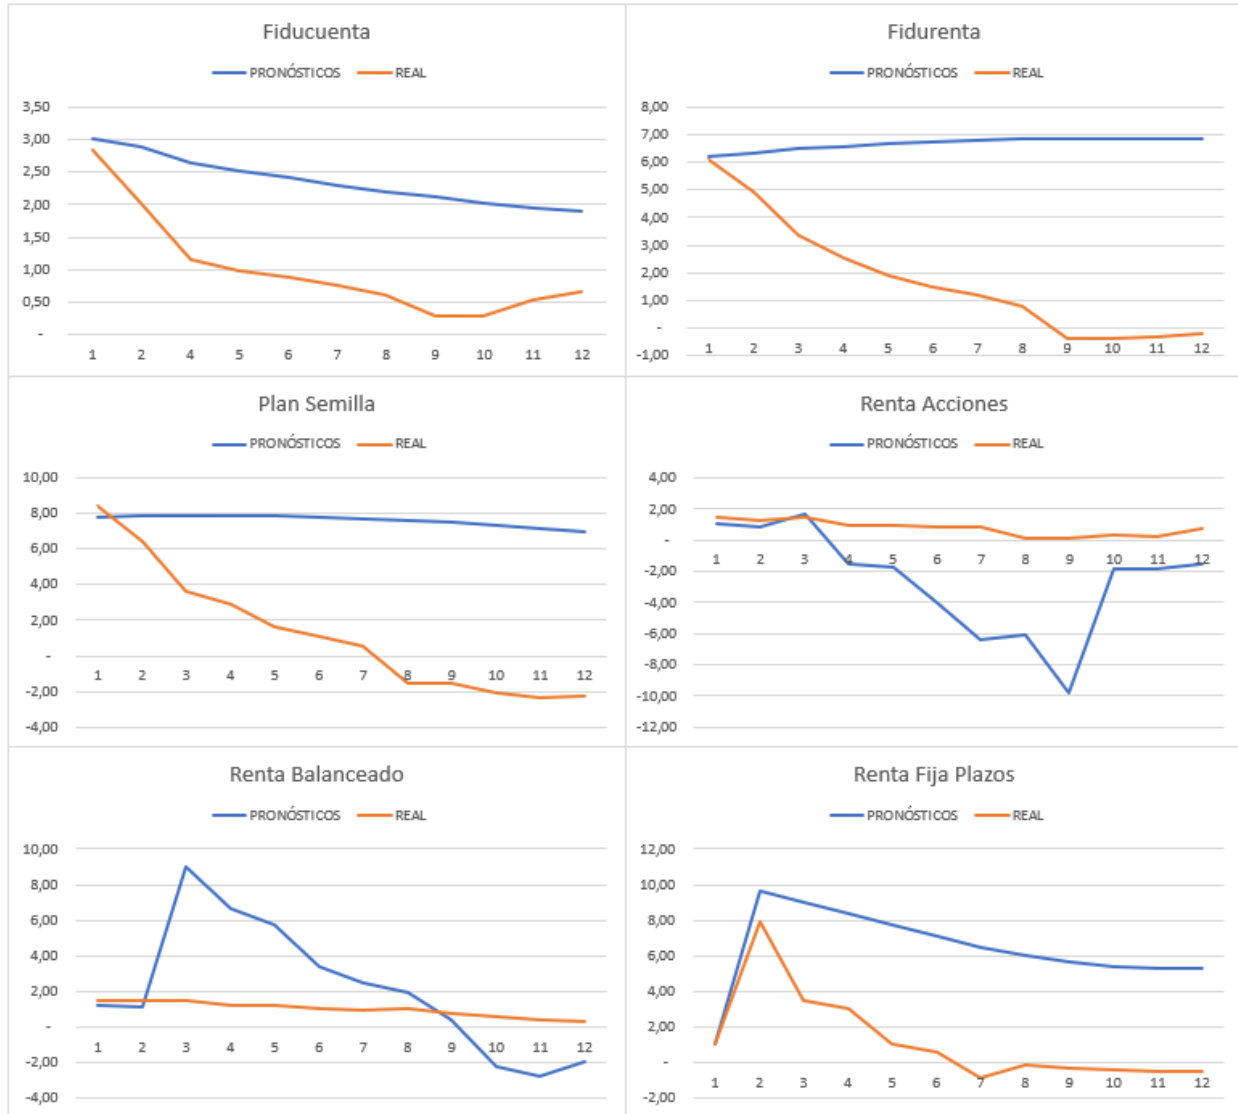 Fiducuenta
PRONÓSTICOS REAL
3,50
3,00
2,50
2,00
1,50
1,00
0,50
-
1 2 4 5 6 7 8 9 10 11 12
Fidurenta
PRONÓSTICOS REAL
8,00
7,00
6,00
5,00
4,00
3,00
2,00
1,00
-
-1,00
1 2 3 4 5 6 7 8 9 10 11 12
Plan Semilla
PRONÓSTICOS REAL
10,00
8,00
6,00
4,00
2,00
-
-2,00
-4,00
1 2 3 4 5 6 7 8 9 10 11 12
Renta Acciones
PRONÓSTICOS REAL
4,00
2,00
-
-2,00
-4,00
-6,00
-8,00
-10,00
-12,00
1 2 3 4 5 6 7 8 9 10 11 12
Renta Balanceado
PRONÓSTICOS REAL
10,00
8,00
6,00
4,00
2,00
-
-2,00
-4,00
1 2 3 4 5 6 7 8 9 10 11 12
Renta Fija Plazos
PRONÓSTICOS REAL
12,00
10,00
8,00
6,00
4,00
2,00
-
-2,00
1 2 3 4 5 6 7 8 9 10 11 12